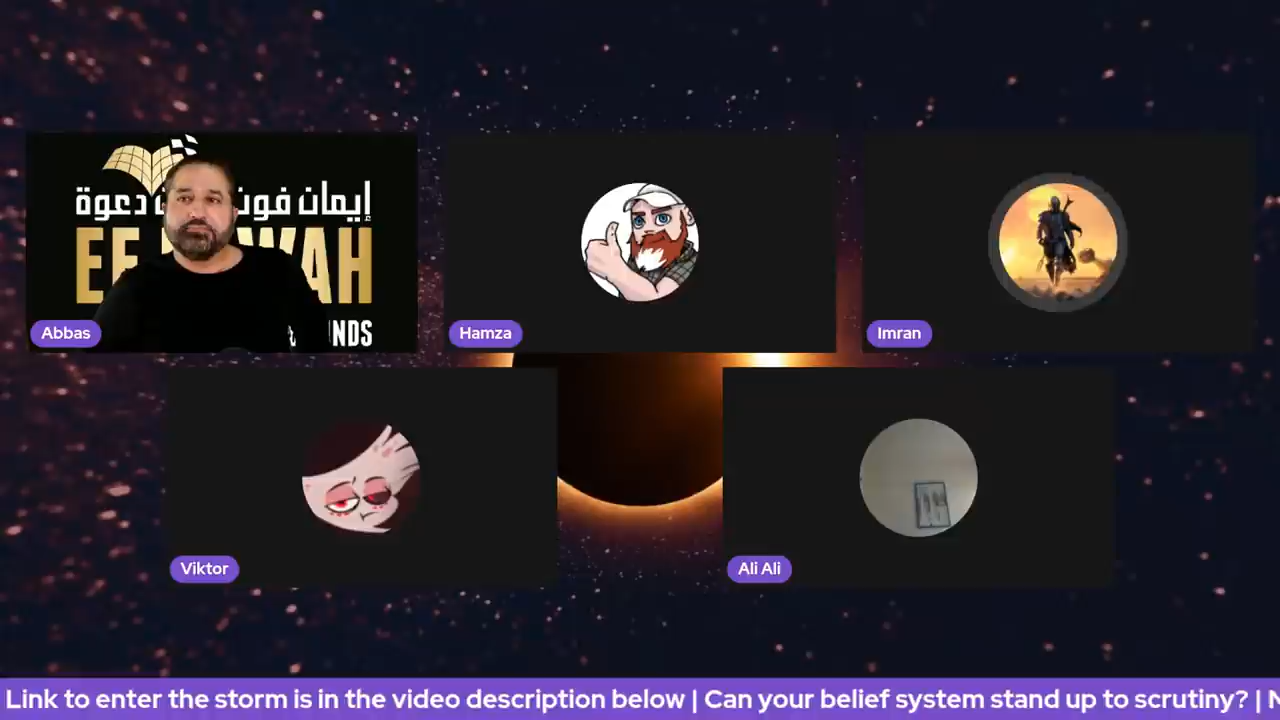 إيمان فون
دعوة
EE
WAH
NDS
Abbas
Hamza
Imran
Viktor
Ali Ali
Link to enter the storm is in the video description below | Can your belief system stand up to scrutiny? | N